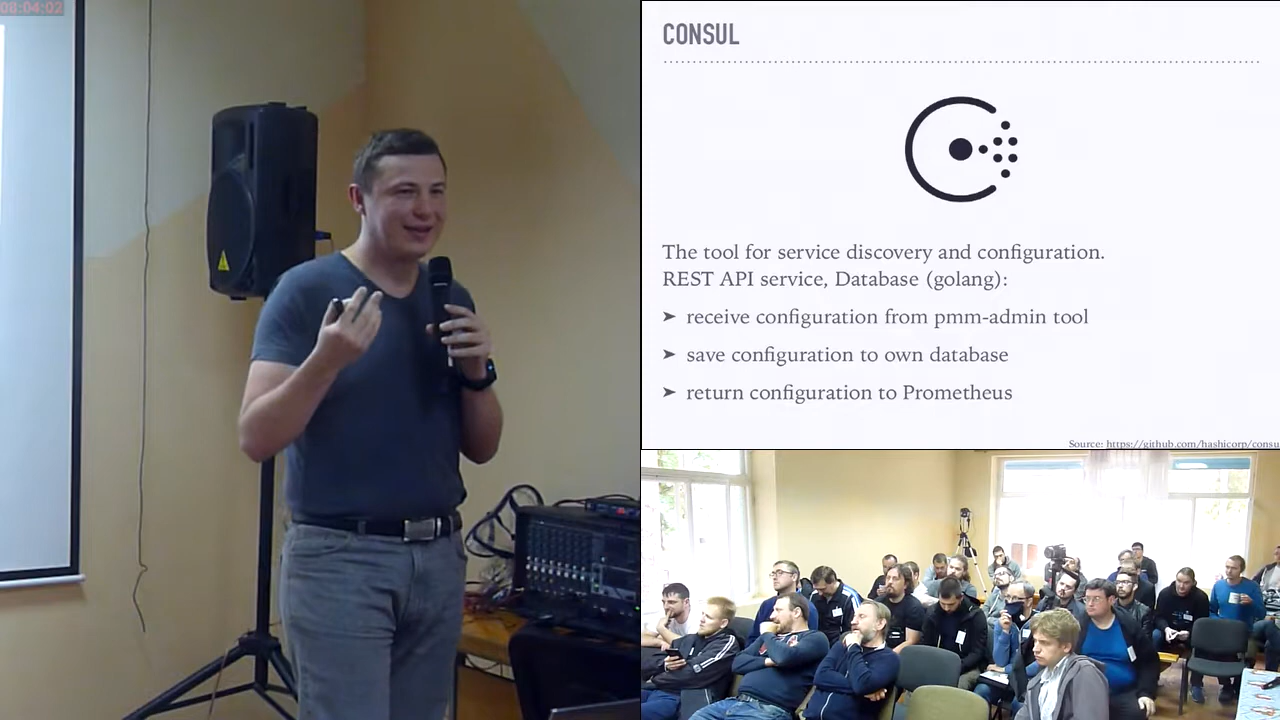 08:04:02
CONSUL
The tool for service discovery and configuration.
REST API service, Database (golang):
➤ receive configuration from pmm-admin tool
➤ save configuration to own database
➤ return configuration to Prometheus
Source: https://github.com/hashicorp/consu